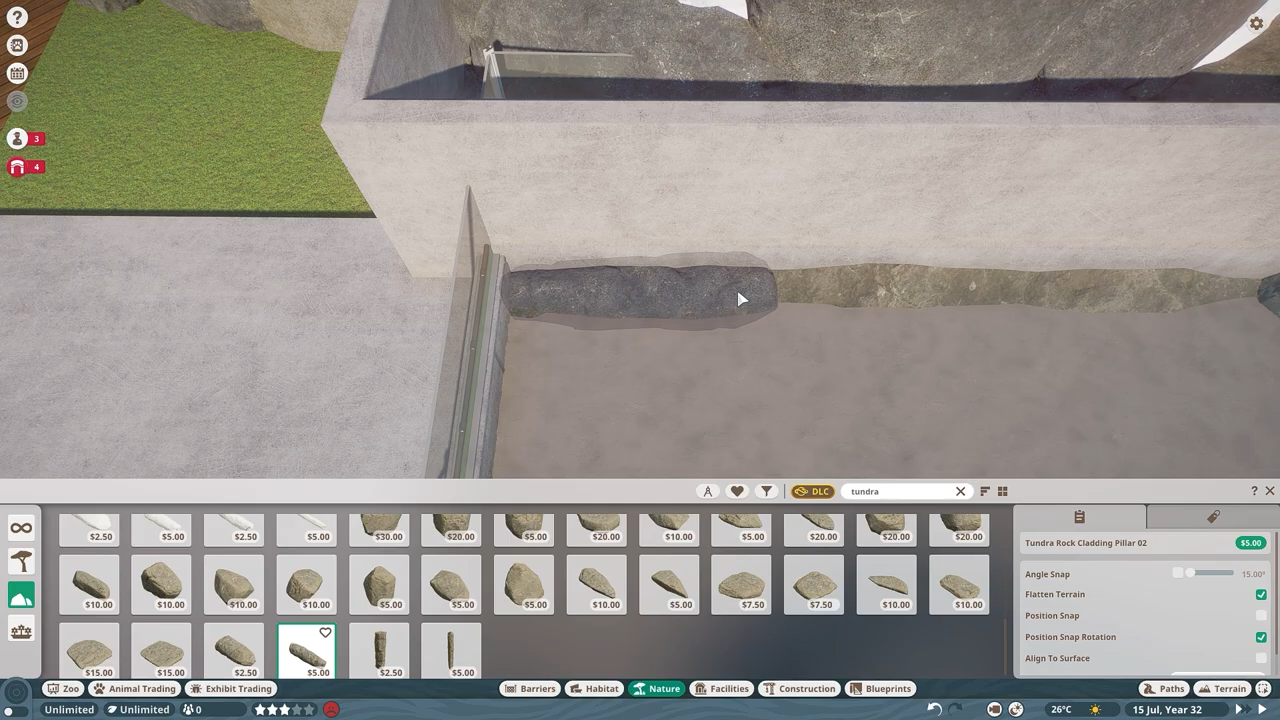 ?
3
4
DLC
tundra
?
$2.50 $5.00 $2.50 $5.00 $30.00 $20.00 $5.00 $20.00 $10.00 $5.00 $20.00 $20.00 $20.00
$10.00 $10.00 $10.00 $10.00 $5.00 $5.00 $5.00 $10.00 $5.00 $7.50 $7.50 $10.00 $10.00
$15.00 $15.00 $2.50 $5.00 $2.50 $5.00
Tundra Rock Cladding Pillar 02 $5.00
Angle Snap 15.00°
Flatten Terrain
Position Snap
Position Snap Rotation
Align To Surface
Zoo Animal Trading Exhibit Trading Barriers Habitat Nature Facilities Construction Blueprints Paths Terrain
Unlimited Unlimited 0 26°C 15 Jul, Year 32